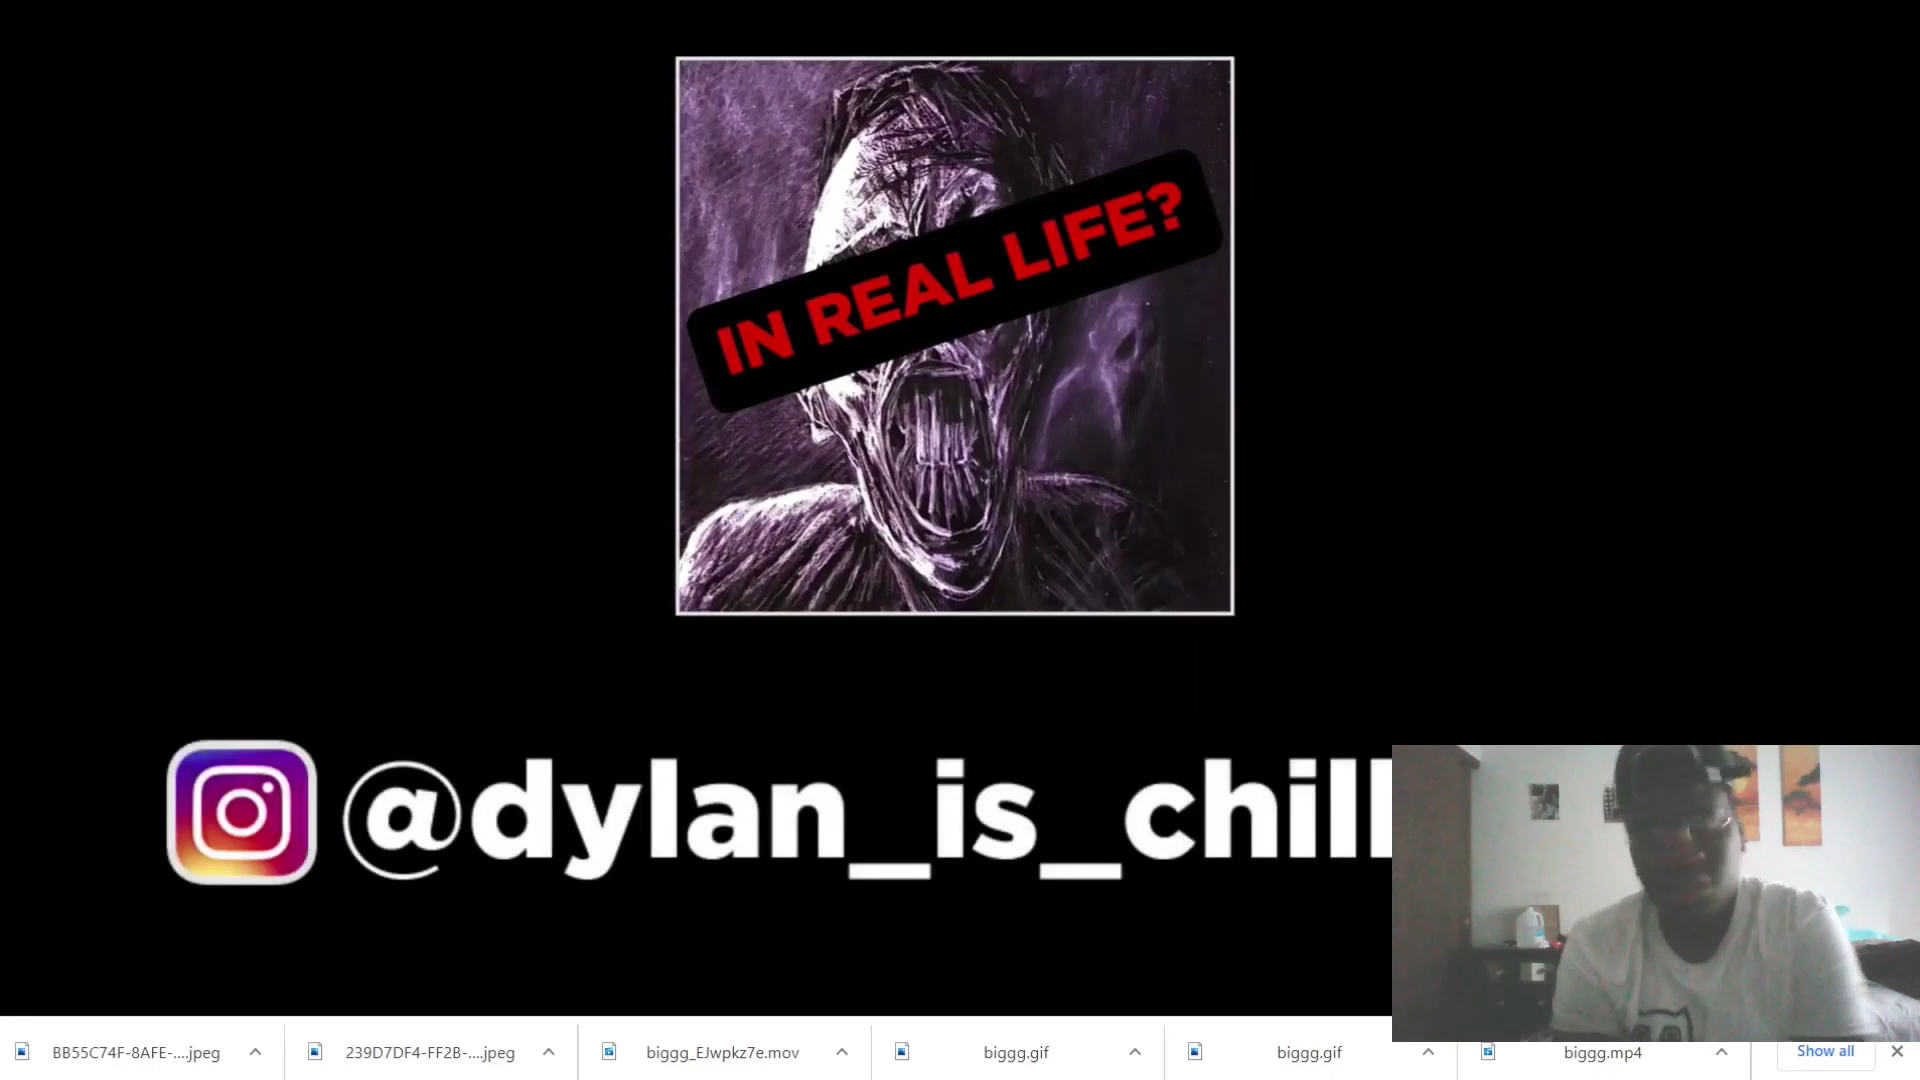 IN REAL LIFE?
@dylan_is_chill
BB55C74F-8AFE-....jpeg
239D7DF4-FF2B-....jpeg
biggg_EJwpkz7e.mov
biggg.gif
biggg.gif
biggg.mp4
Show all